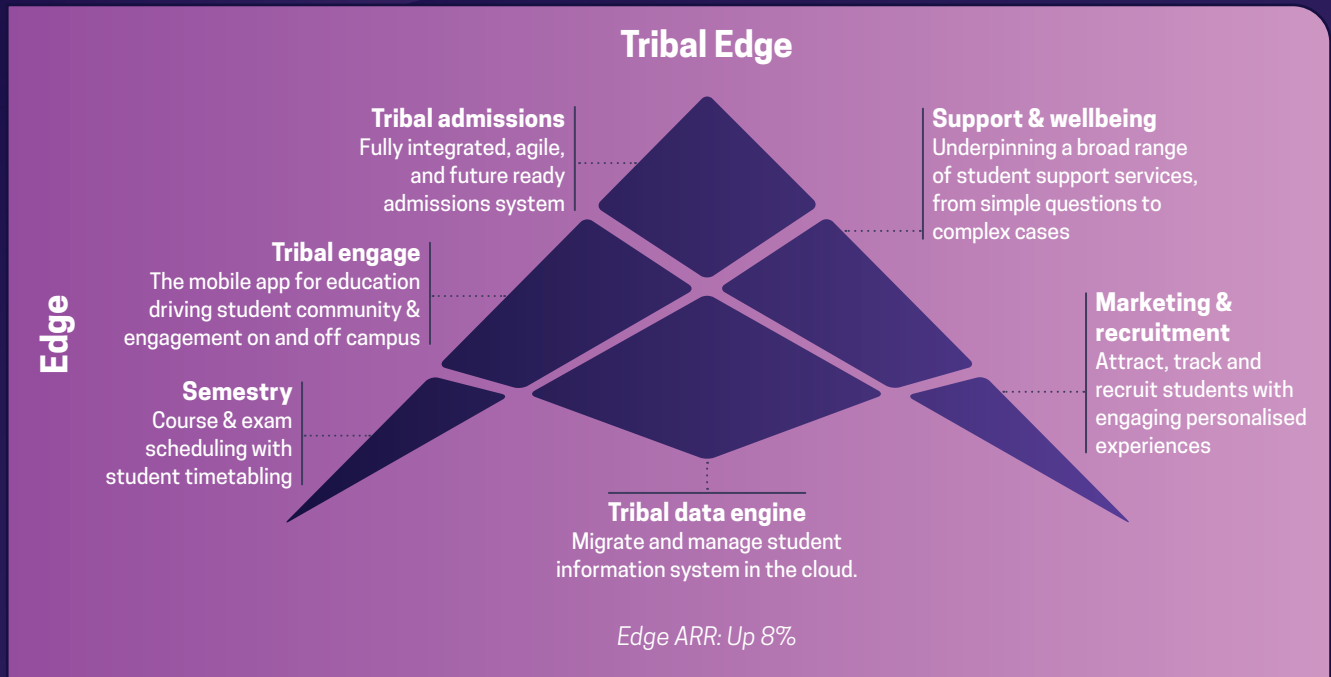 Tribal Edge
Tribal admissions
Fully integrated, agile,
and future ready
admissions system
Support & wellbeing
Underpinning a broad range
of student support services,
from simple questions to
complex cases
Tribal engage
The mobile app for education
driving student community &
engagement on and off campus
Marketing &
recruitment
Attract, track and
recruit students with
engaging personalised
experiences
Edge
Semestry
Course & exam
scheduling with
student timetabling
Tribal data engine
Migrate and manage student
information system in the cloud.
Edge ARR: Up 8%